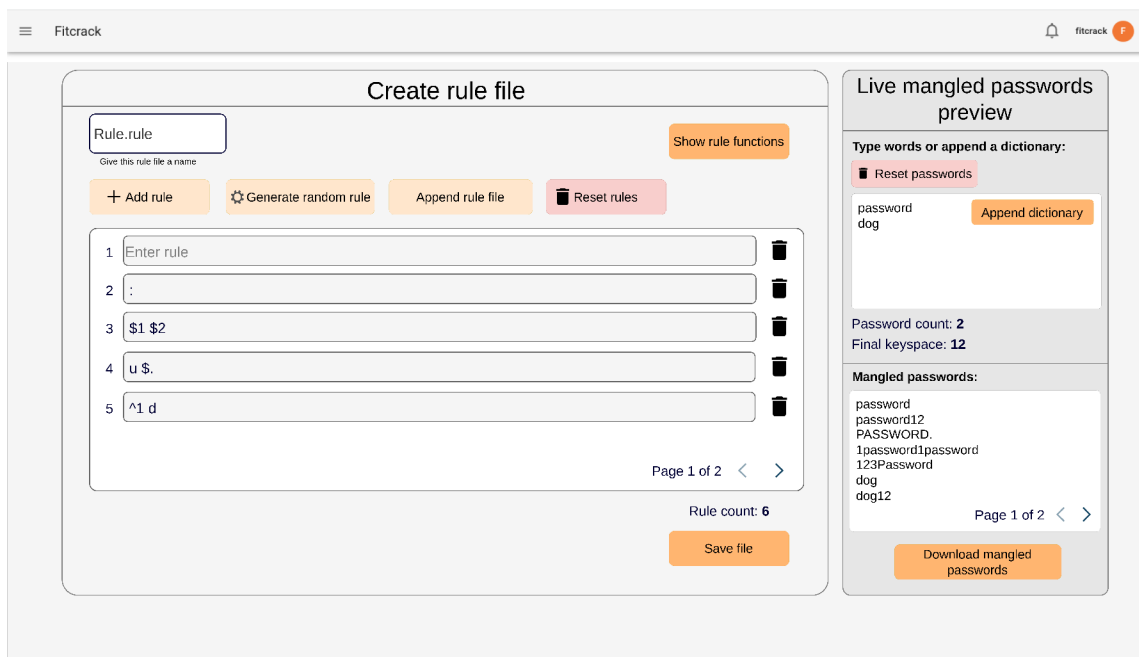 Fitcrack
fitcrack F
Create rule file
Rule.rule
Give this rule file a name
Show rule functions
Add rule
Generate random rule
Append rule file
Reset rules
1 Enter rule
2 :
3 $1 $2
4 u $.
5 ^1 d
Page 1 of 2
Rule count: 6
Save file
Live mangled passwords
preview
Type words or append a dictionary:
Reset passwords
password
dog
Append dictionary
Password count: 2
Final keyspace: 12
Mangled passwords:
password
password12
PASSWORD.
1password1password
123Password
dog
dog12
Page 1 of 2
Download mangled
passwords